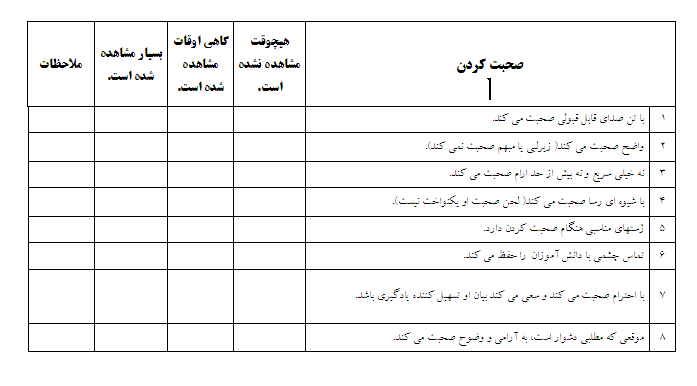 صحبت کردن
هیچوقت
مشاهده نشده
است.
گاهی اوقات
مشاهده
شده است.
بسیار مشاهده
شده است.
ملاحظات
۱ با تن صدای قابل قبولی صحبت می کند.
۲ واضح صحبت می کند( زیرلبی یا مبهم صحبت نمی کند).
۳ نه خیلی سریع و نه بیش از حد ارام صحبت می کند.
۴ با شیوه ای رسا صحبت می کند( لحن صحبت او یکنواخت نیست).
۵ ژستهای مناسبی هنگام صحبت کردن دارد.
۶ تماس چشمی با دانش آموزان را حفظ می کند.
۷ با احترام صحبت می کند و سعی می کند بیان او تسهیل کننده یادگیری باشد.
۸ موقعی که مطلبی دشوار است، به آرامی و وضوح صحبت می کند.